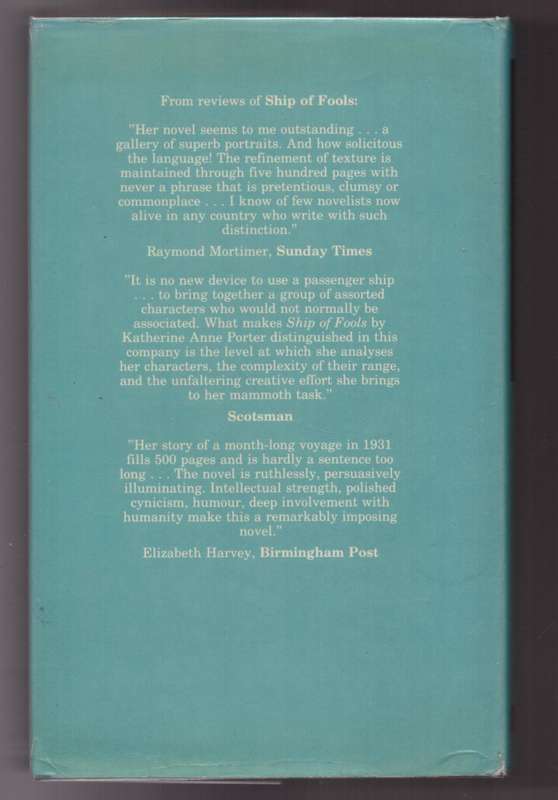 From reviews of Ship of Fools:
"Her novel seems to me outstanding . . . a
gallery of superb portraits. And how solicitous
the language! The refinement of texture is
maintained through five hundred pages with
never a phrase that is pretentious, clumsy or
commonplace . . . I know of few novelists now
alive in any country who write with such
distinction."
Raymond Mortimer, Sunday Times
"It is no new device to use a passenger ship
. . . to bring together a group of assorted
characters who would not normally be
associated. What makes Ship of Fools by
Katherine Anne Porter distinguished in this
company is the level at which she analyses
her characters, the complexity of their range,
and the unfaltering creative effort she brings
to her mammoth task."
Scotsman
"Her story of a month-long voyage in 1931
fills 500 pages and is hardly a sentence too
long . . . The novel is ruthlessly, persuasively
illuminating. Intellectual strength, polished
cynicism, humour, deep involvement with
humanity make this a remarkably imposing
novel."
Elizabeth Harvey, Birmingham Post